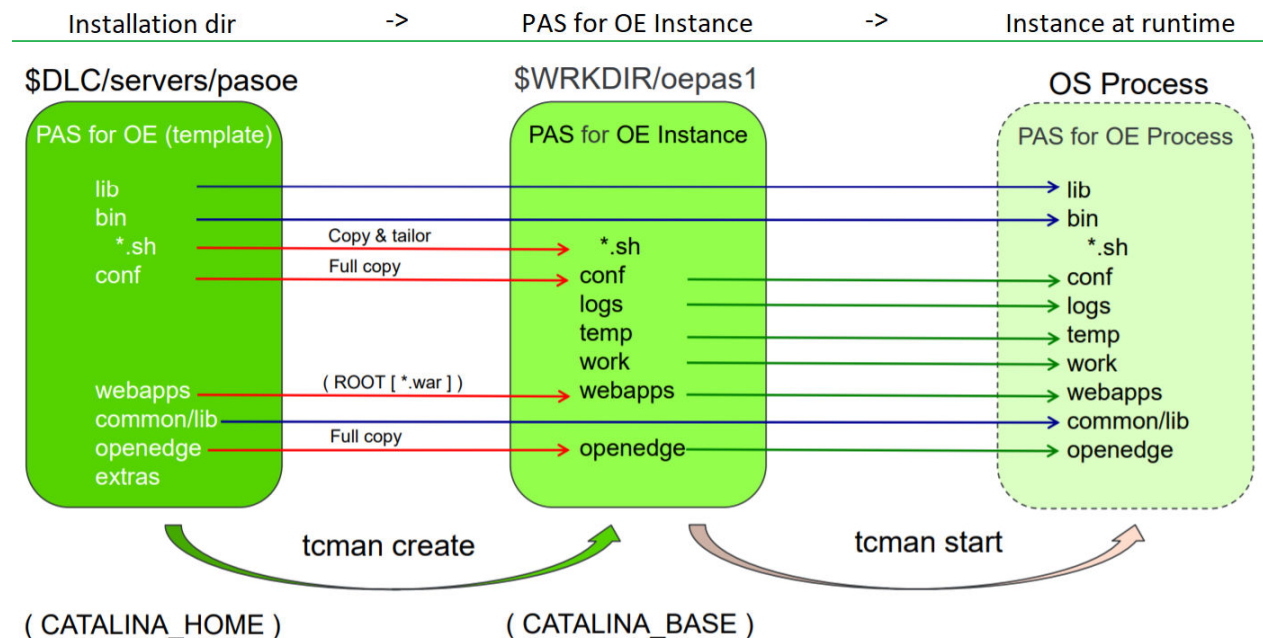 Installation dir -> PAS for OE Instance -> Instance at runtime
$DLC/servers/pasoe $WRKDIR/oepas1 OS Process
PAS for OE (template) PAS for OE Instance PAS for OE Process
lib lib
bin bin
*.sh Copy & tailor *.sh *.sh
conf Full copy conf conf
logs logs
temp temp
work work
webapps ( ROOT [ *.war ] ) webapps webapps
common/lib common/lib
openedge Full copy openedge openedge
extras
tcman create tcman start
( CATALINA_HOME ) ( CATALINA_BASE )